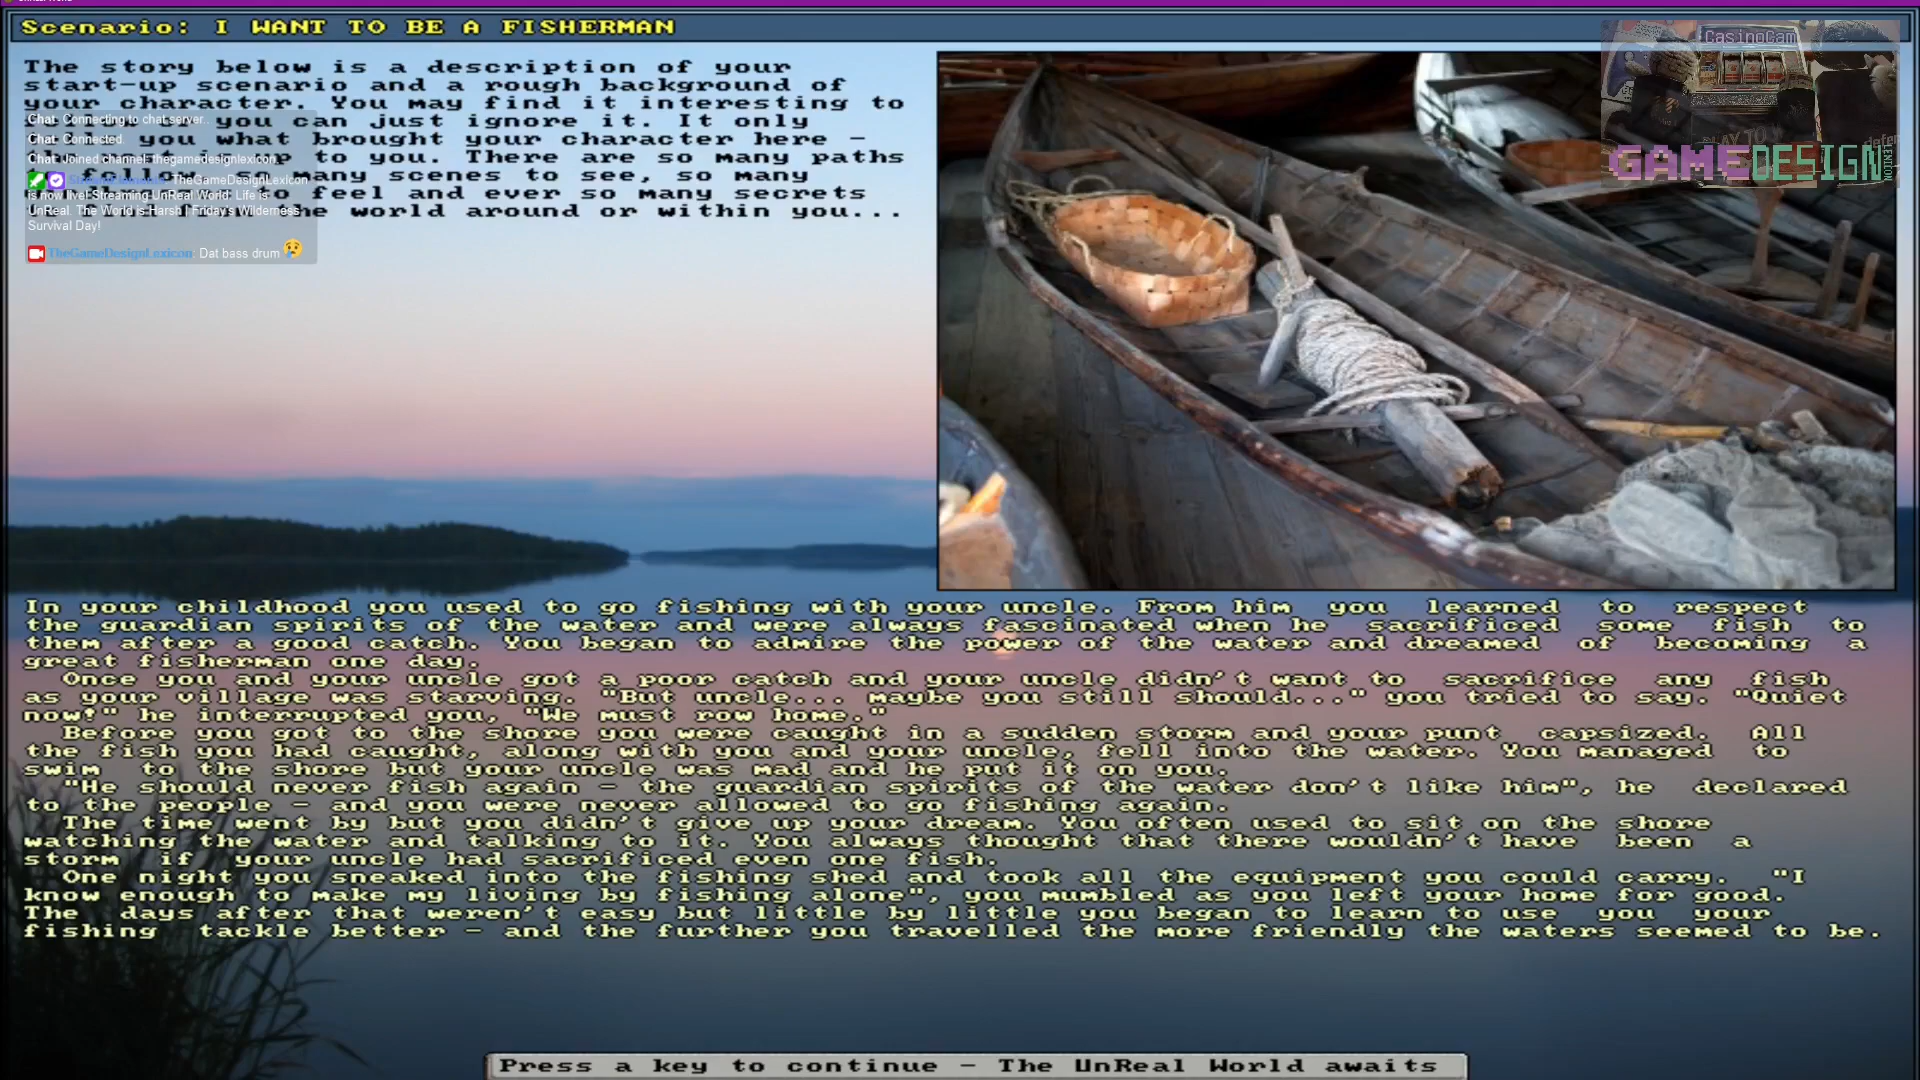 Scenario: I WANT TO BE A FISHERMAN
The story below is a description of your
start-up scenario and a rough background of
your character. You may find it interesting to
you can just ignore it. It only
you what brought your character here -
to you. There are so many paths
many scenes to see, so many
feel and ever so many secrets
the world around or within you...
Chat: Connecting to chat server.
Chat: Connected.
Chat: Joined channel: thegamedesignlexicon.
TheGameDesignLexIcon
is now live! Streaming UnReal World: Life is
UnReal. The World is Harsh | Friday's Wilderness
Survival Day!
TheGameDesignLexicon Dat bass drum
CasinoCam
GAMEDESIGN
In your childhood you used to go fishing with your uncle. From him you learned to respect
the guardian spirits of the water and were always fascinated when he sacrificed some fish to
them after a good catch. You began to admire the power of the water and dreamed of becoming a
great fisherman one day.
Once you and your uncle got a poor catch and your uncle didn't want to sacrifice any fish
as your village was starving. "But uncle... maybe you still should..." you tried to say. "Quiet
now!" he interrupted you, "We must row home."
Before you got to the shore you were caught in a sudden storm and your punt capsized. All
the fish you had caught, along with you and your uncle, fell into the water. You managed to
swim to the shore but your uncle was mad and he put it on you.
"He should never fish again - the guardian spirits of the water don't like him", he declared
to the people - and you were never allowed to go fishing again.
The time went by but you didn't give up your dream. You often used to sit on the shore
watching the water and talking to it. You always thought that there wouldn't have been a
storm if your uncle had sacrificed even one fish.
One night you sneaked into the fishing shed and took all the equipment you could carry. "I
know enough to make my living by fishing alone", you mumbled as you left your home for good.
The days after that weren't easy but little by little you began to learn to use you your
fishing tackle better - and the further you travelled the more friendly the waters seemed to be.
Press a key to continue - The UnReal World awaits